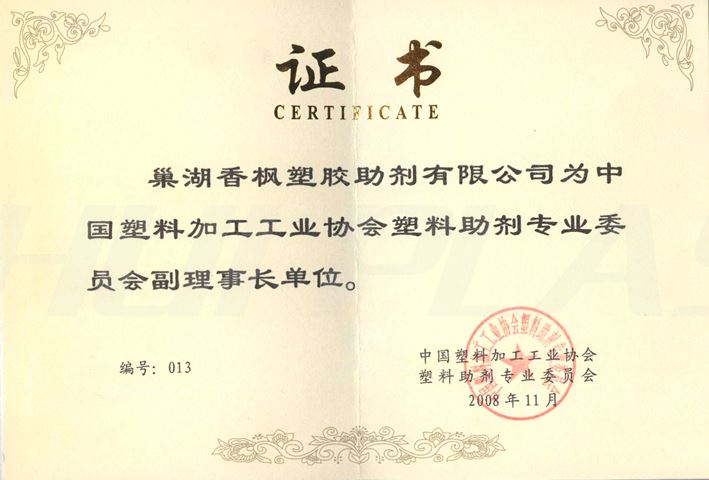 证 书
CERTIFICATE
巢湖香枫塑胶助剂有限公司为中
国塑料加工工业协会塑料助剂专业委
员会副理事长单位。
编号: 013
中国塑料加工工业协会
塑料助剂专业委员会
2008年11月